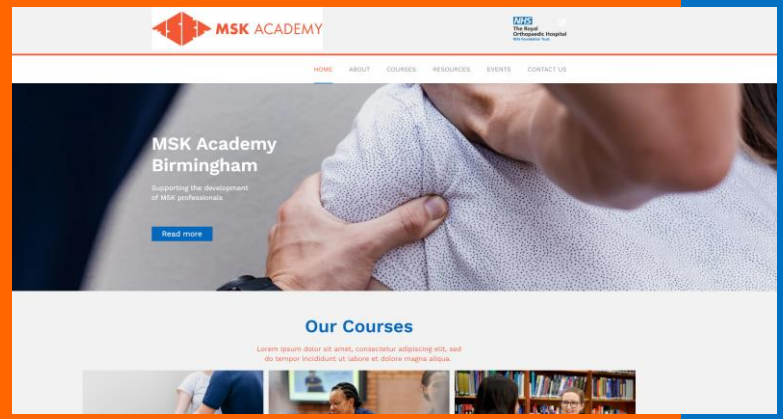 MSK ACADEMY
NHS
The Royal
Orthopaedic Hospital
NHS Foundation Trust
HOME ABOUT COURSES RESOURCES EVENTS CONTACT US
MSK Academy
Birmingham
Supporting the development
of MSK professionals
Read more
Our Courses
Lorem ipsum dolor sit amet, consectetur adipiscing elit, sed
do tempor incididunt ut labore et dolore magna aliqua.